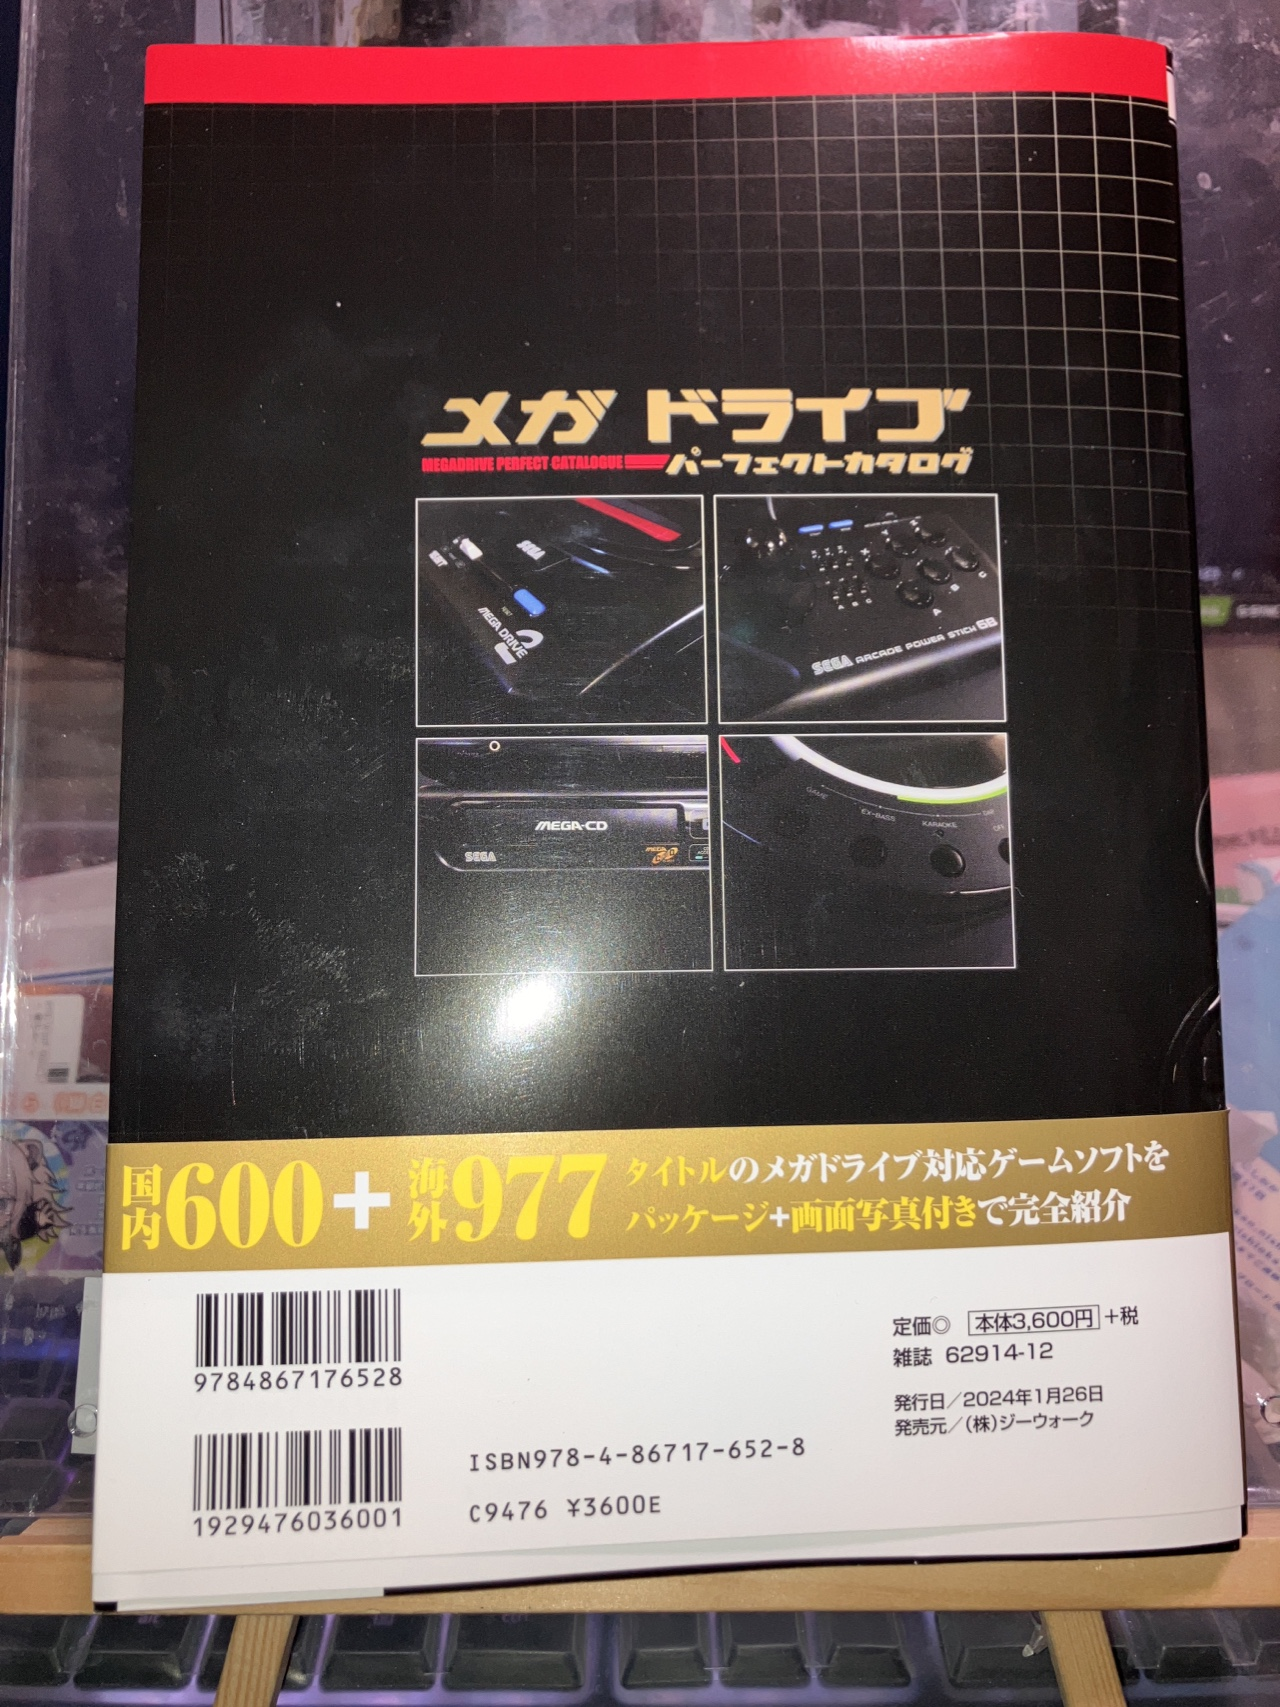 メガドライブ
MEGADRIVE PERFECT CATALOGUE パーフェクトカタログ
SEGA
RESET
MEGA DRIVE 2
A B C
SEGA ARCADE POWER STICK 6B
MEGA-CD
SEGA
GAME
EX-BASS
KARAOKE
国内600+海外977 タイトルのメガドライブ対応ゲームソフトを
パッケージ+画面写真付きで完全紹介
9784867176528
定価◎ 本体3,600円+税
雑誌 62914-12
発行日/2024年1月26日
発売元/(株)ジーウォーク
ISBN978-4-86717-652-8
1929476036001
C9476 ¥3600E